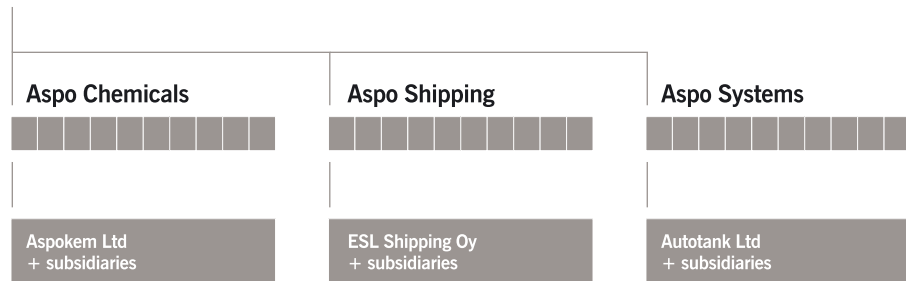 Aspo Chemicals
Aspo Shipping
Aspo Systems
Aspokem Ltd
+ subsidiaries
ESL Shipping Oy
+ subsidiaries
Autotank Ltd
+ subsidiaries